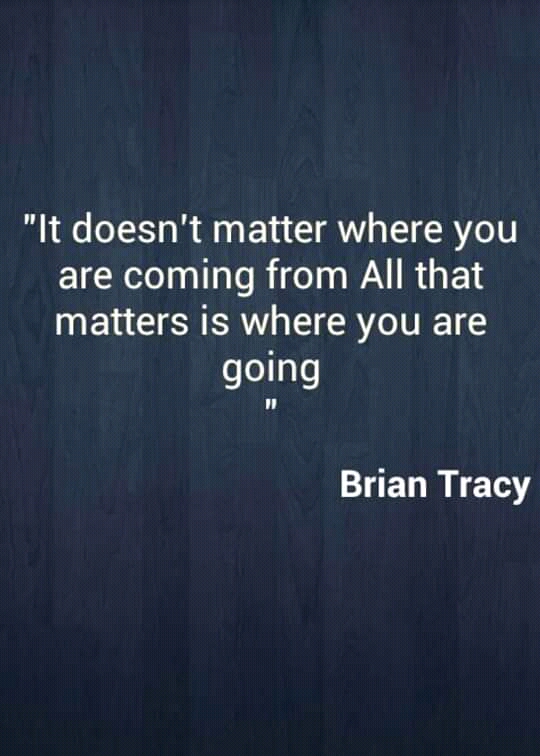 "It doesn't matter where you
are coming from All that
matters is where you are
going
"
Brian Tracy